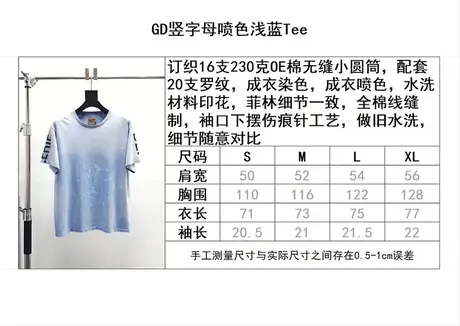 GD竖字母喷色浅蓝Tee
订织16支230克OE棉无缝小圆筒，配套
20支罗纹，成衣染色，成衣喷色，水洗
材料印花，菲林细节一致，全棉线缝
制，袖口下摆伤痕针工艺，做旧水洗，
细节随意对比
尺码 S M L XL
肩宽 50 52 54 56
胸围 110 116 122 128
衣长 71 73 75 77
袖长 20.5 21 21.5 22
手工测量尺寸与实际尺寸之间存在0.5-1cm误差